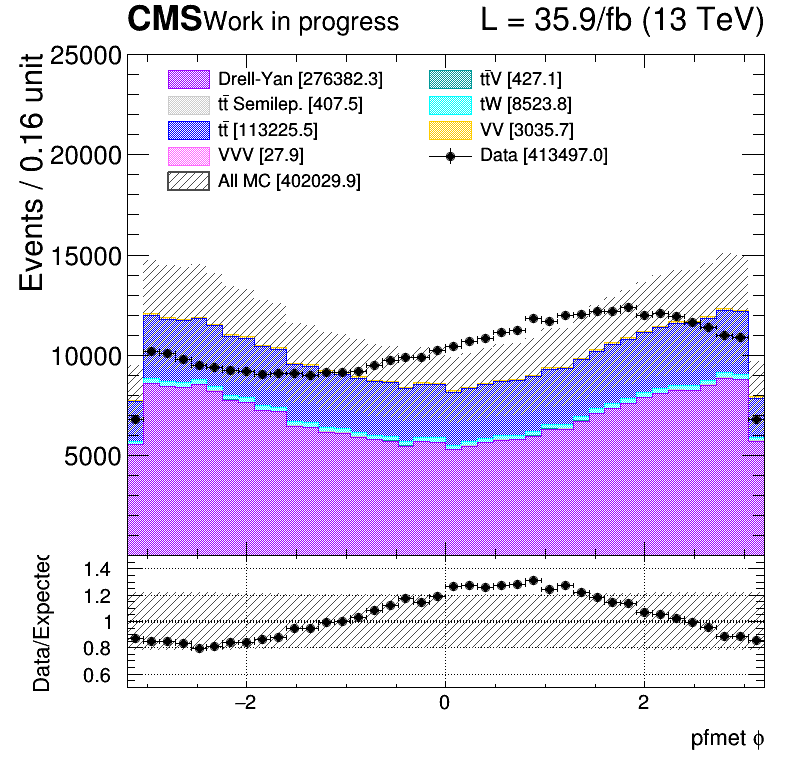 CMS Work in progress L = 35.9/fb (13 TeV)
Events / 0.16 unit
25000
20000
15000
10000
5000
Drell-Yan [276382.3]
tt̄ Semilep. [407.5]
tt̄ [113225.5]
VVV [27.9]
All MC [402029.9]
tt̄V [427.1]
tW [8523.8]
VV [3035.7]
Data [413497.0]
Data/Expected
1.4
1.2
1
0.8
0.6
−2 0 2
pfmet ϕ